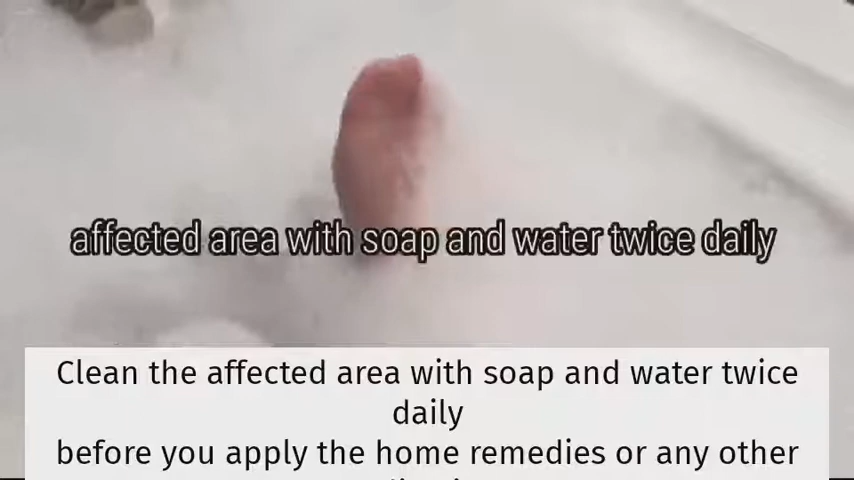 affected area with soap and water twice daily
Clean the affected area with soap and water twice
daily
before you apply the home remedies or any other